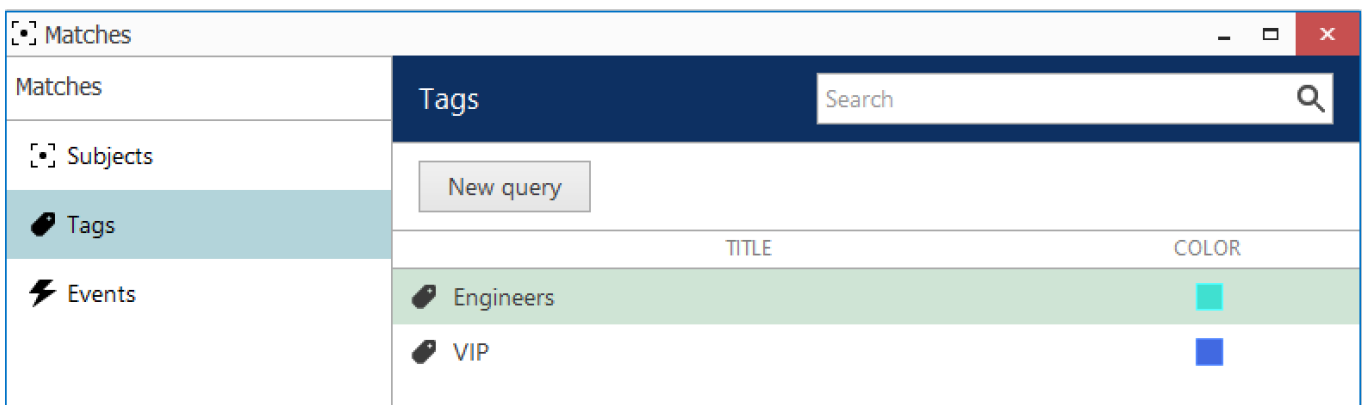 Matches
Matches
Subjects
Tags
Events
Tags
Search
New query
TITLE COLOR
Engineers
VIP